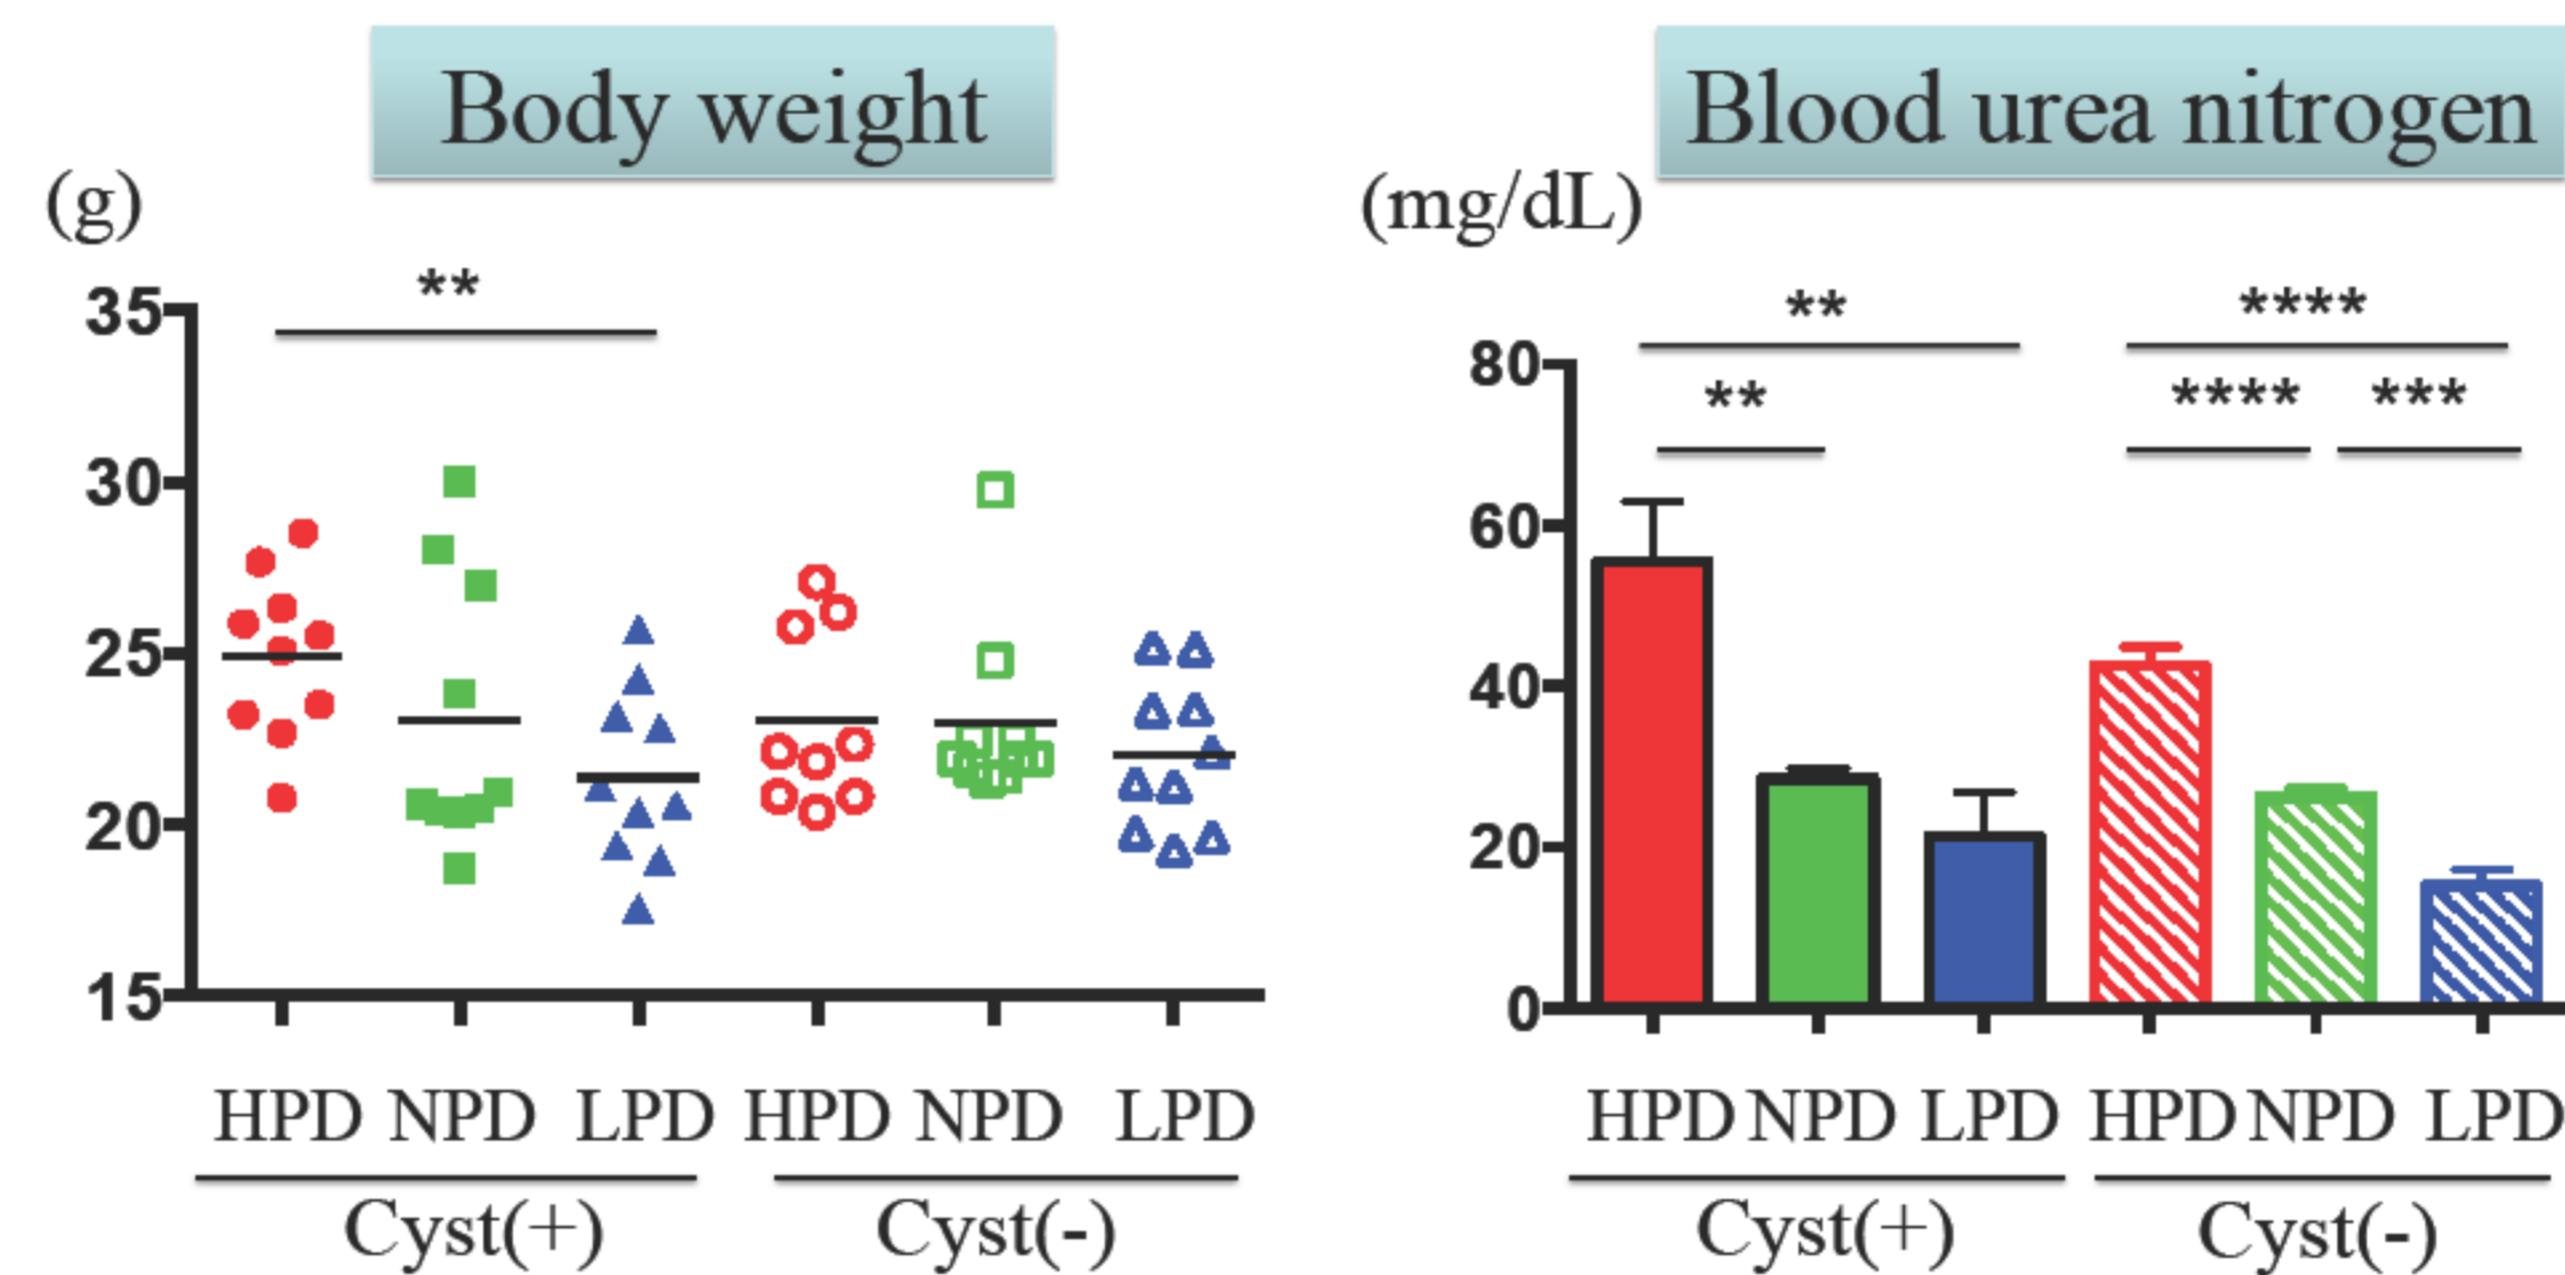 Body weight
(g)
**
35
30
25
20
15
HPD NPD LPD HPD NPD LPD
Cyst(+) Cyst(-)
Blood urea nitrogen
(mg/dL)
** ****
** **** ***
80
60
40
20
0
HPD NPD LPD HPD NPD LPD
Cyst(+) Cyst(-)